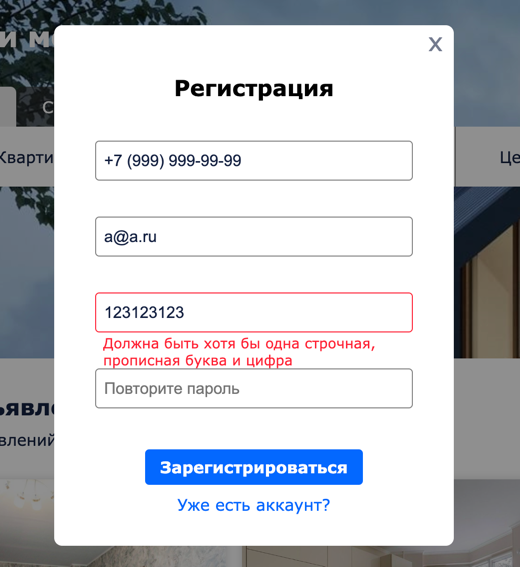 и м
X
Регистрация
С
+7 (999) 999-99-99
Кварти
Це
a@a.ru
123123123
Должна быть хотя бы одна строчная,
прописная буква и цифра
Повторите пароль
ъявле
влений
Зарегистрироваться
Уже есть аккаунт?